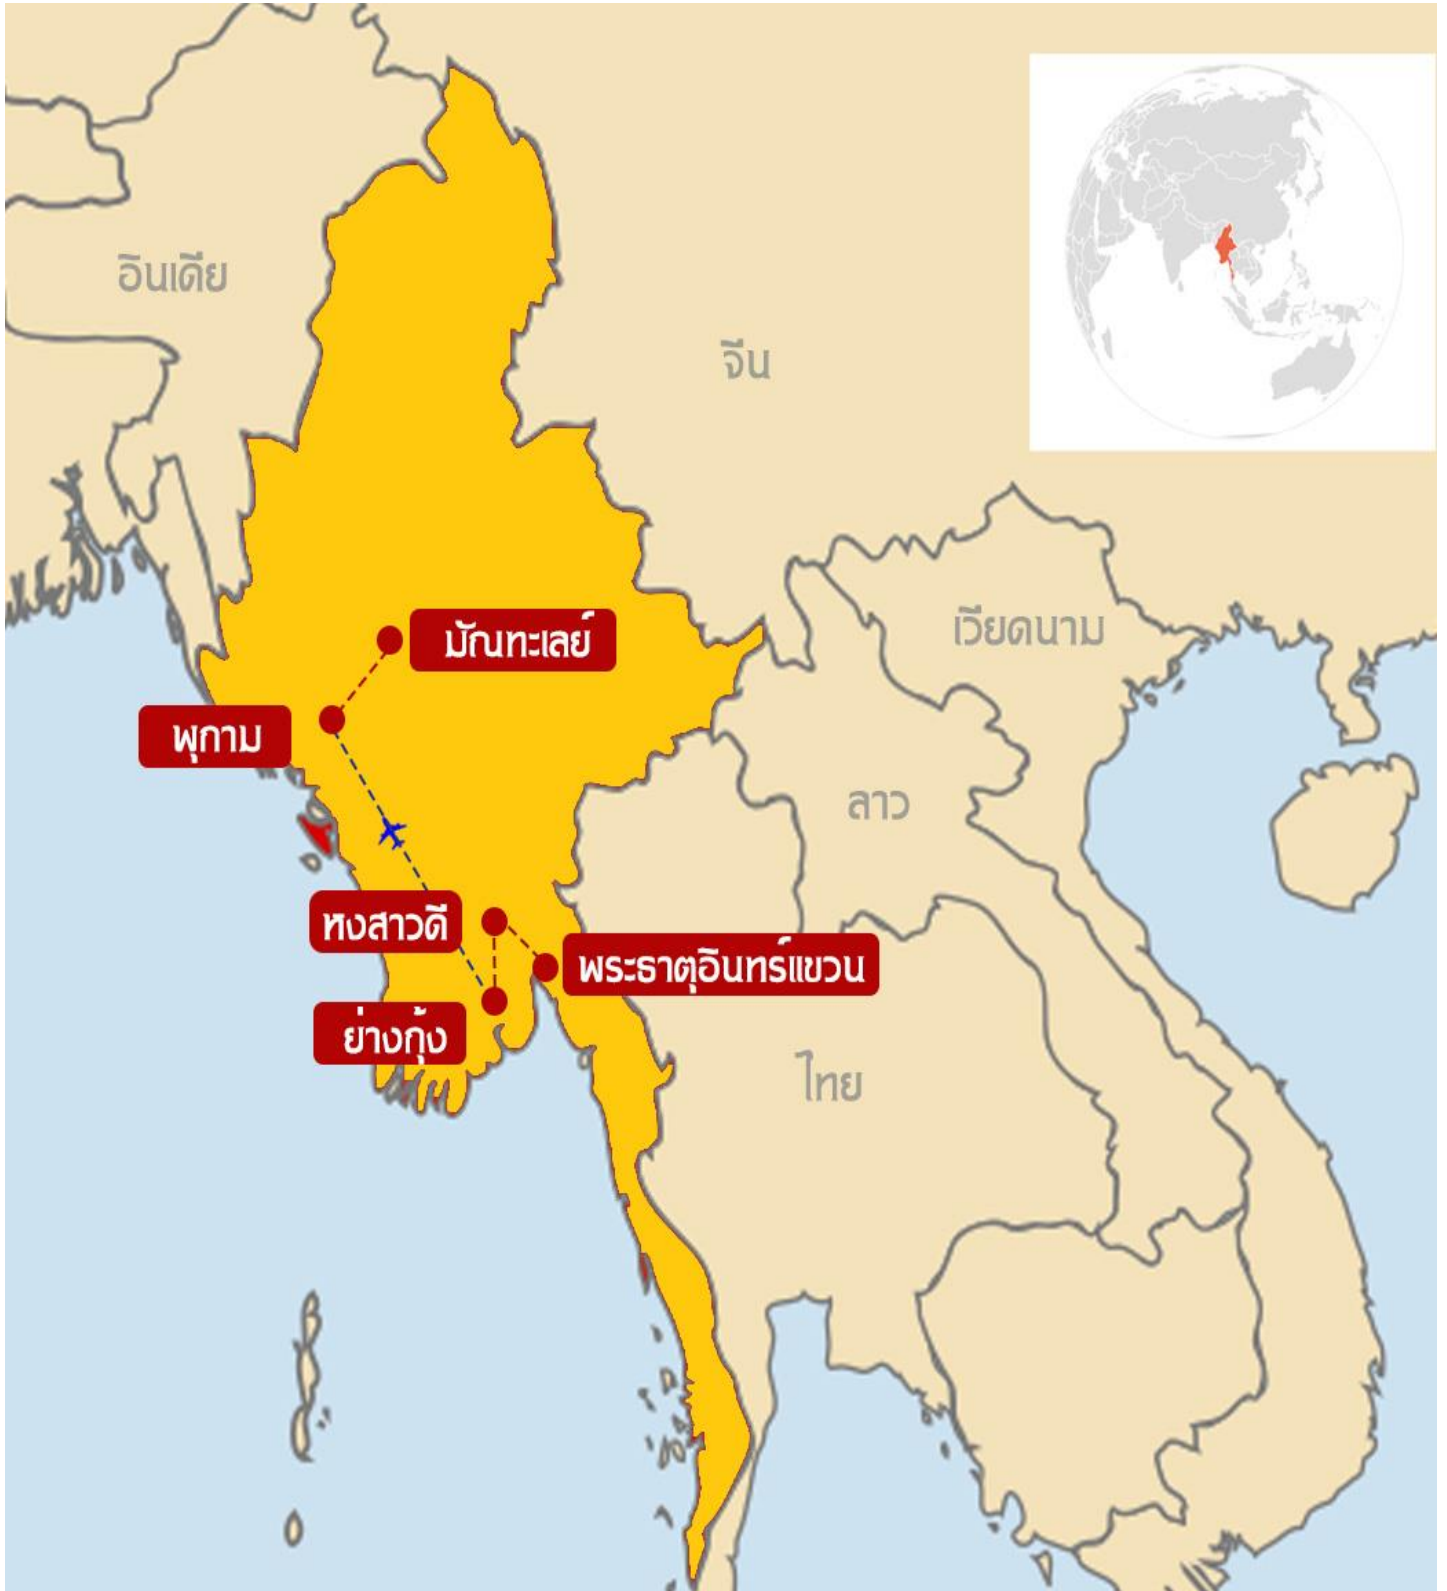 อินเดีย
จีน
เวียดนาม
มัณฑะเลย์
พุกาม
ลาว
หงสาวดี
พระธาตุอินทร์แขวน
ย่างกุ้ง
ไทย